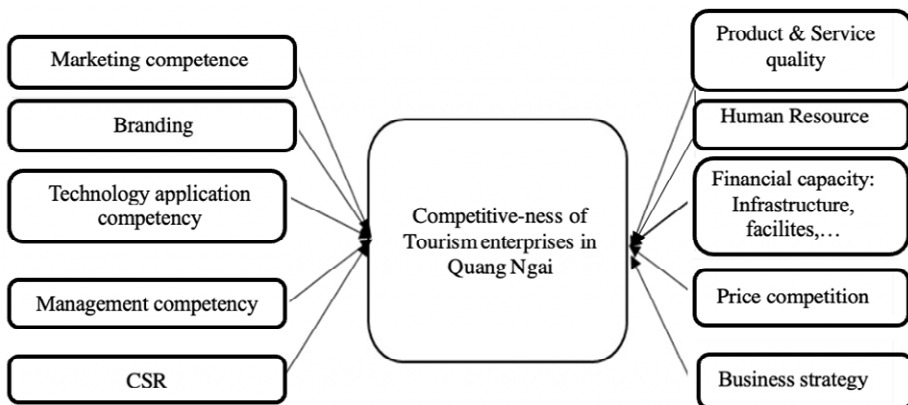 Marketing competence
Branding
Technology application
competency
Management competency
CSR
Competitive-ness of
Tourism enterprises in
Quang Ngai
Product & Service
quality
Human Resource
Financial capacity:
Infrastructure,
facilites,…
Price competition
Business strategy